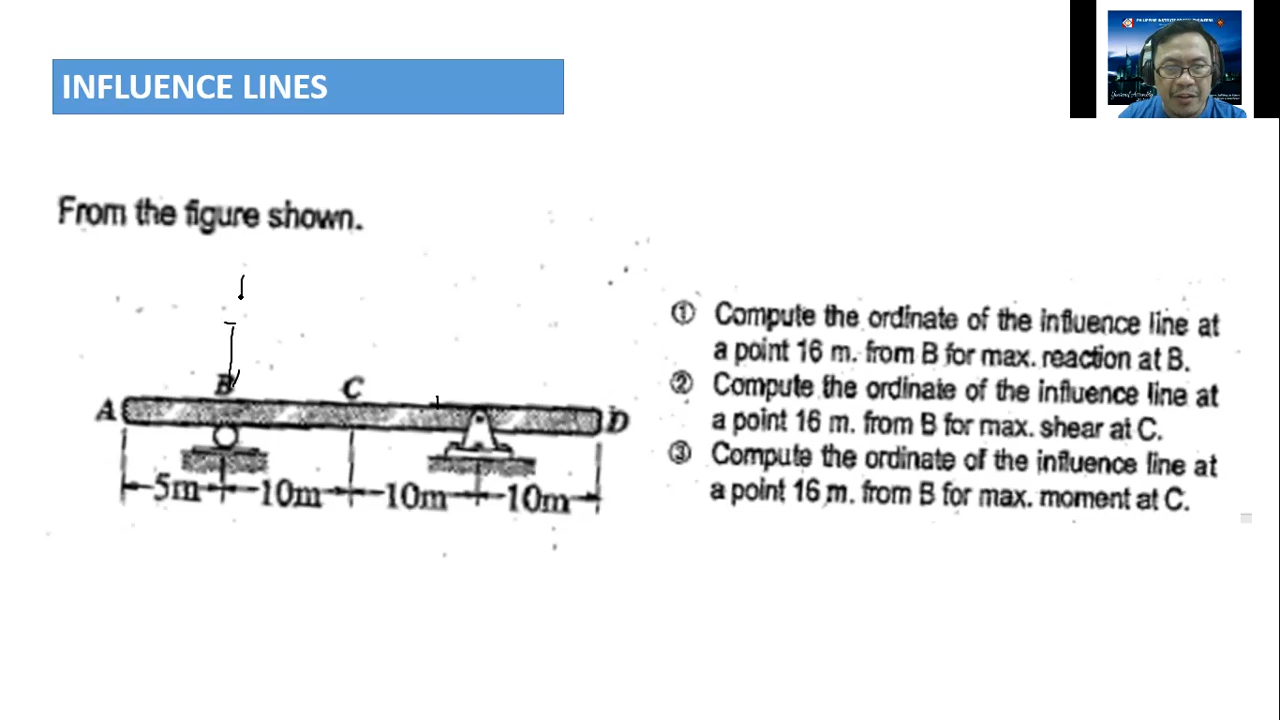 INFLUENCE LINES
From the figure shown.
① Compute the ordinate of the influence line at
a point 16 m. from B for max. reaction at B.
② Compute the ordinate of the influence line at
a point 16 m. from B for max. shear at C.
③ Compute the ordinate of the influence line at
a point 16 m. from B for max. moment at C.
A B C D
5m 10m 10m 10m